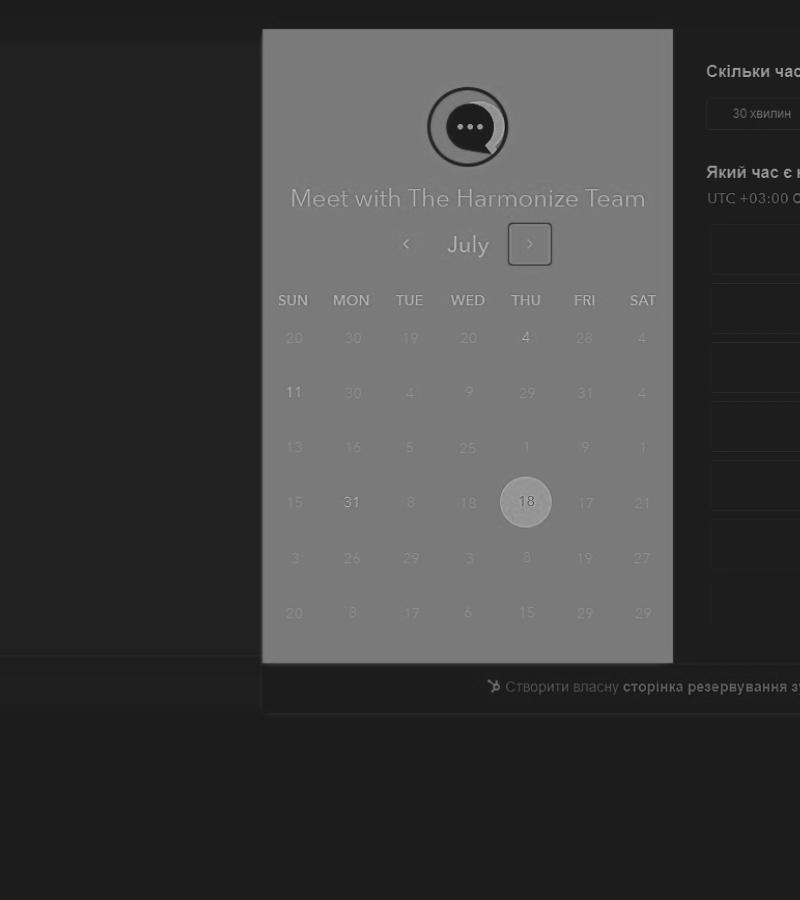 Meet with The Harmonize Team
July
SUN MON TUE WED THU FRI SAT
20 30 19 20 4 28 4
11 30 4 9 29 31 4
13 16 5 25 1 9 1
15 31 8 18 18 17 21
3 26 29 3 8 19 27
20 8 17 6 15 29 29
Скільки час
30 хвилин
Який час є
UTC +03:00
Створити власну сторінка резервування